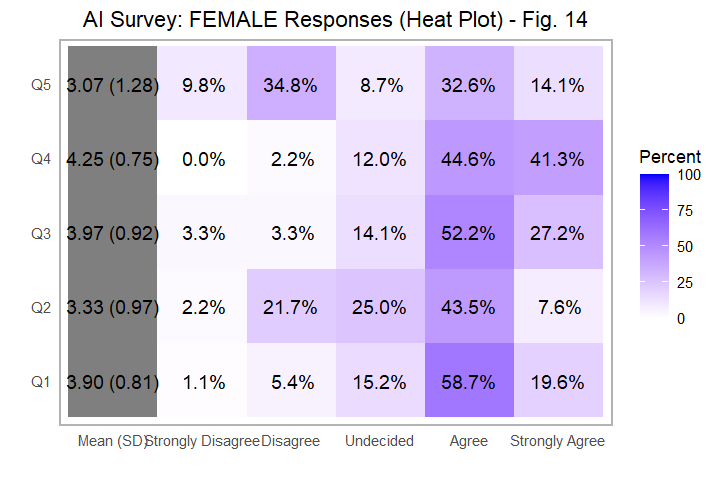 AI Survey: FEMALE Responses (Heat Plot) - Fig. 14
Q5 3.07 (1.28) 9.8% 34.8% 8.7% 32.6% 14.1%
Q4 4.25 (0.75) 0.0% 2.2% 12.0% 44.6% 41.3%
Q3 3.97 (0.92) 3.3% 3.3% 14.1% 52.2% 27.2%
Q2 3.33 (0.97) 2.2% 21.7% 25.0% 43.5% 7.6%
Q1 3.90 (0.81) 1.1% 5.4% 15.2% 58.7% 19.6%
Mean (SD) Strongly Disagree Disagree Undecided Agree Strongly Agree
Percent
100
75
50
25
0